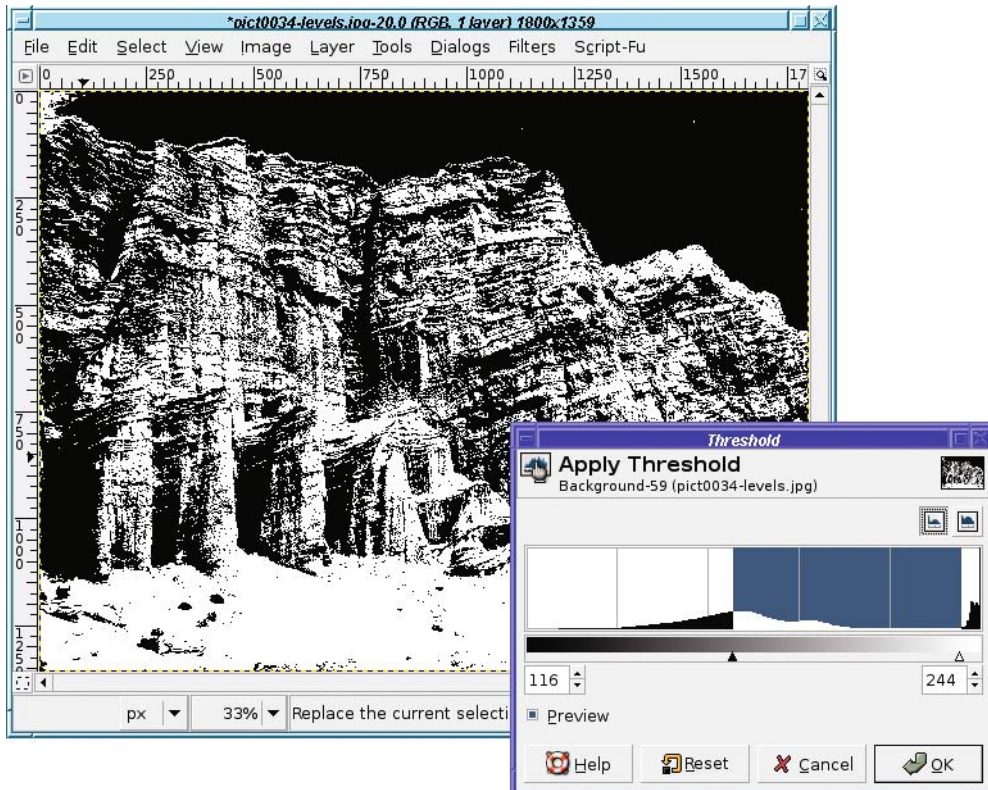 *pict0034-levels.jpg-20.0 (RGB, 1 layer) 1800x1359
File Edit Select View Image Layer Tools Dialogs Filters Script-Fu
0 250 500 750 1000 1250 1500 17
0
250
500
750
1000
125
px 33% Replace the current selecti
Threshold
Apply Threshold
Background-59 (pict0034-levels.jpg)
116 244
Preview
Help Reset Cancel OK